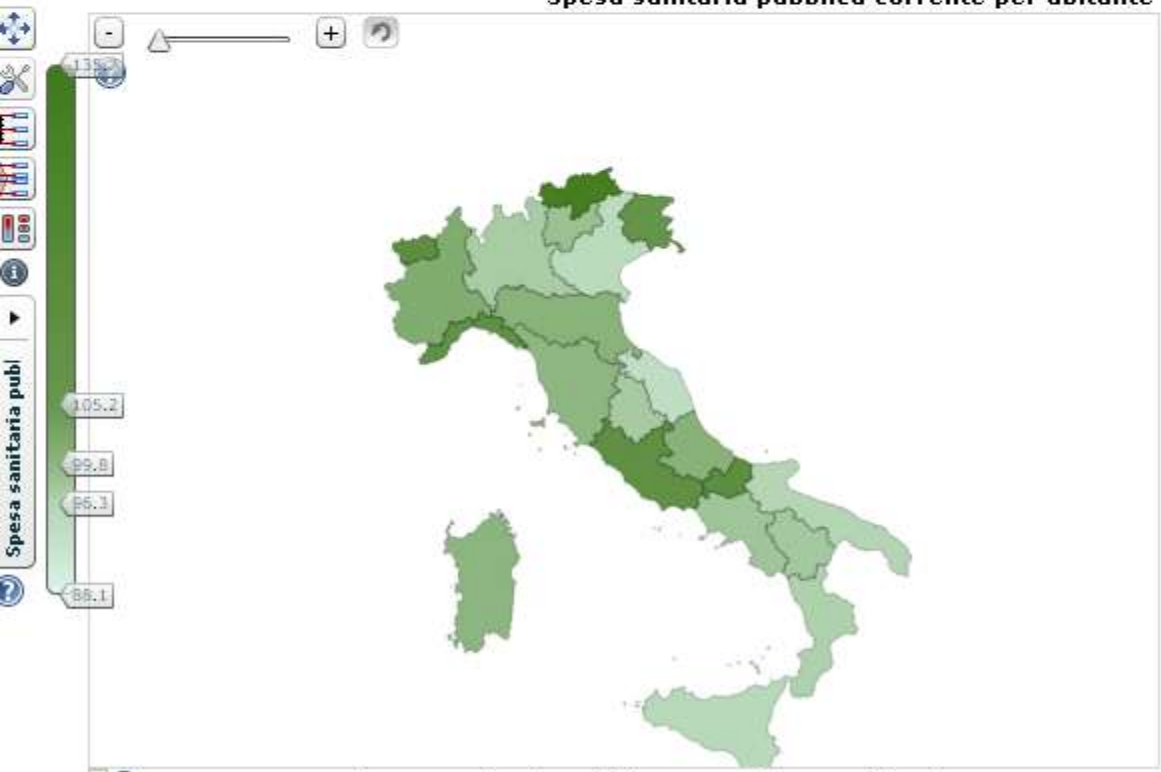 Spesa sanitaria pubblica corrente per abitante
-
+
105.2
99.8
96.3
88.1
Spesa sanitaria publ
i
?